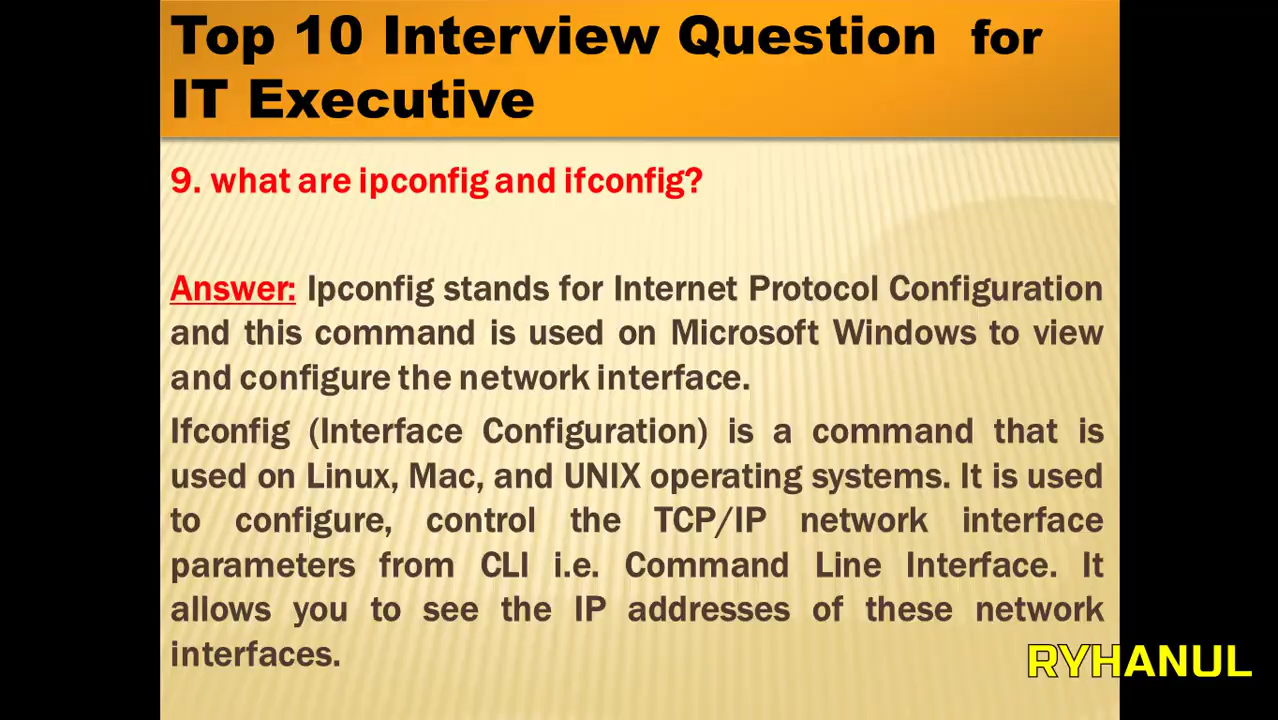 Top 10 Interview Question for
IT Executive
9. what are ipconfig and ifconfig?
Answer: Ipconfig stands for Internet Protocol Configuration
and this command is used on Microsoft Windows to view
and configure the network interface.
Ifconfig (Interface Configuration) is a command that is
used on Linux, Mac, and UNIX operating systems. It is used
to configure, control the TCP/IP network interface
parameters from CLI i.e. Command Line Interface. It
allows you to see the IP addresses of these network
interfaces.
RYHANUL